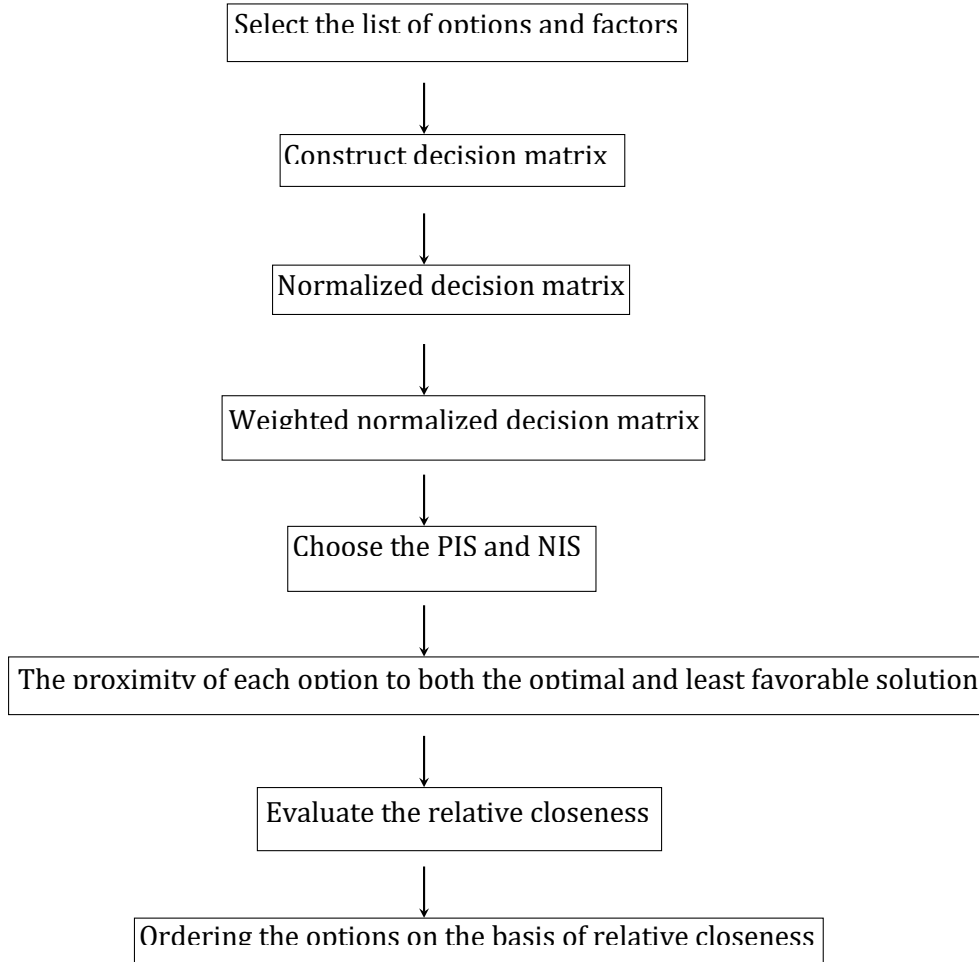 Select the list of options and factors
Construct decision matrix
Normalized decision matrix
Weighted normalized decision matrix
Choose the PIS and NIS
The proximity of each option to both the optimal and least favorable solution
Evaluate the relative closeness
Ordering the options on the basis of relative closeness